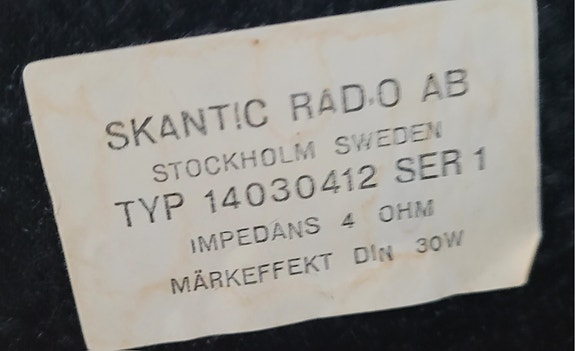 SKANTIC RADIO AB
STOCKHOLM SWEDEN
TYP 14030412 SER 1
IMPEDANS 4 OHM
MÄRKEFFEKT DIN 30W